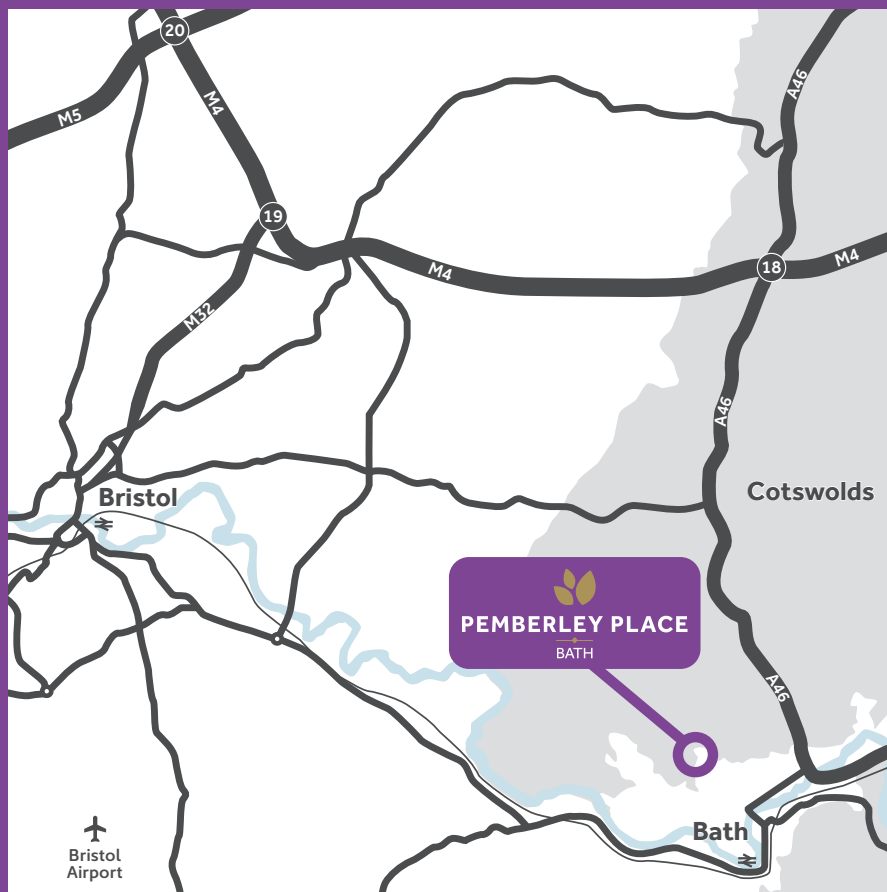 20
A46
M5
M4
19
M4
18
M4
M32
A46
Bristol
Cotswolds
PEMBERLEY PLACE
BATH
A46
Bath
Bristol
Airport